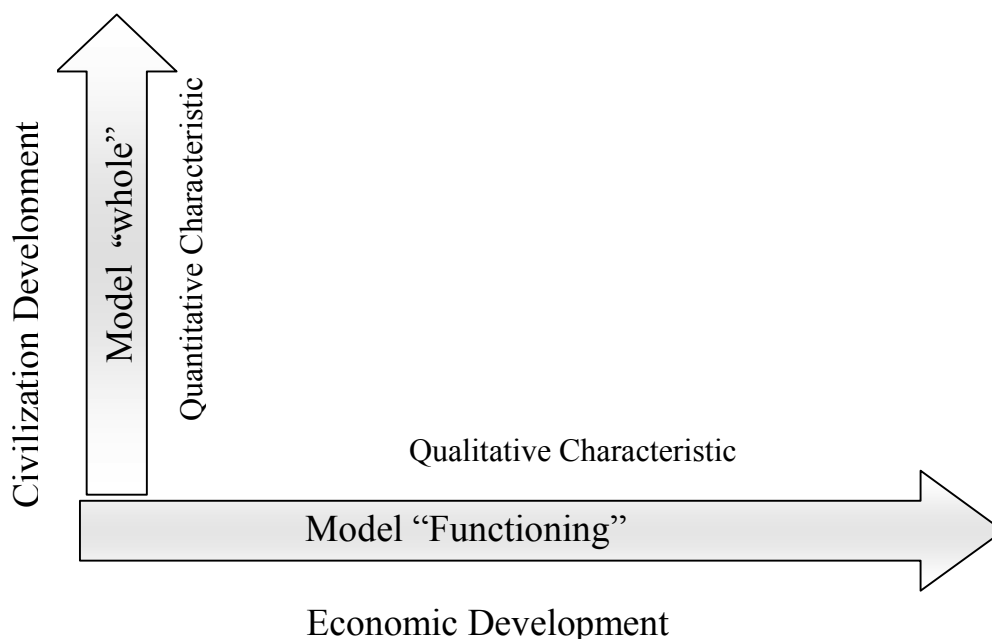 Civilization Development
Model “whole”
Quantitative Characteristic
Qualitative Characteristic
Model “Functioning”
Economic Development